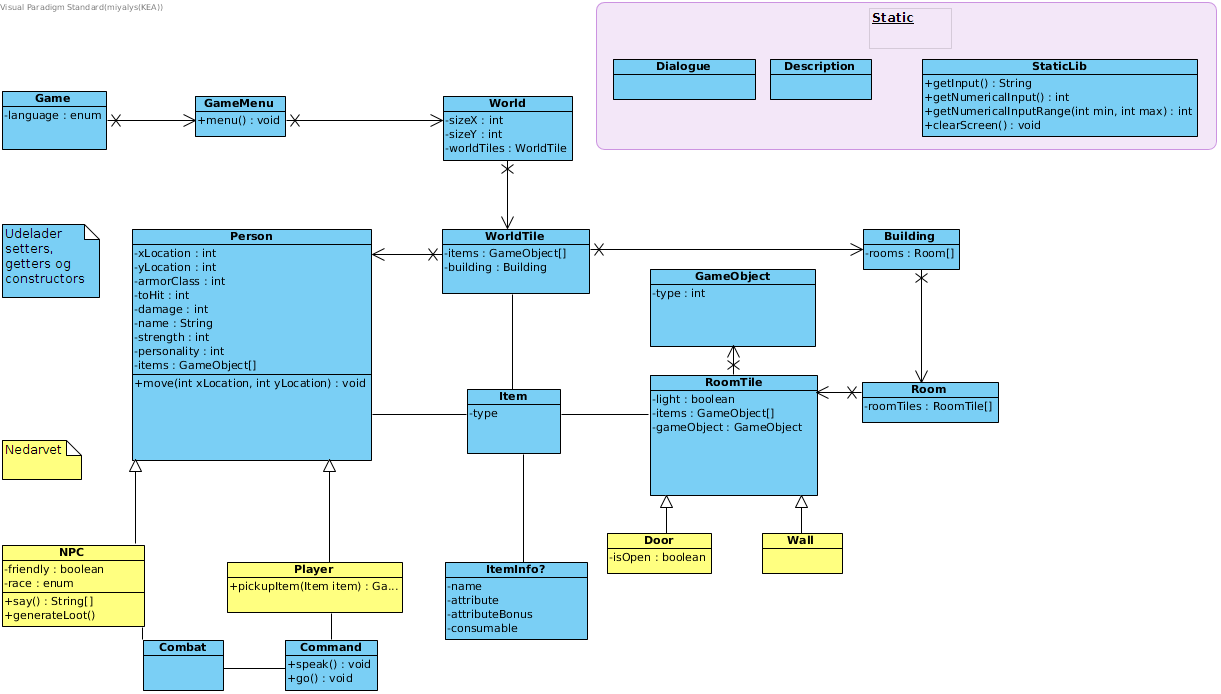 Visual Paradigm Standard(miyalys(KEA))
Static
Dialogue
Description
StaticLib
+getInput() : String
+getNumericalInput() : int
+getNumericalInputRange(int min, int max) : int
+clearScreen() : void
Game
-language : enum
GameMenu
+menu() : void
World
-sizeX : int
-sizeY : int
-worldTiles : WorldTile
Udelader
setters,
getters og
constructors
Person
-xLocation : int
-yLocation : int
-armorClass : int
-toHit : int
-damage : int
-name : String
-strength : int
-personality : int
-items : GameObject[]
+move(int xLocation, int yLocation) : void
WorldTile
-items : GameObject[]
-building : Building
Building
-rooms : Room[]
GameObject
-type : int
RoomTile
-light : boolean
-items : GameObject[]
-gameObject : GameObject
Room
-roomTiles : RoomTile[]
Item
-type
Nedarvet
NPC
-friendly : boolean
-race : enum
+say() : String[]
+generateLoot()
Player
+pickupItem(Item item) : Ga...
ItemInfo?
-name
-attribute
-attributeBonus
-consumable
Door
-isOpen : boolean
Wall
Combat
Command
+speak() : void
+go() : void